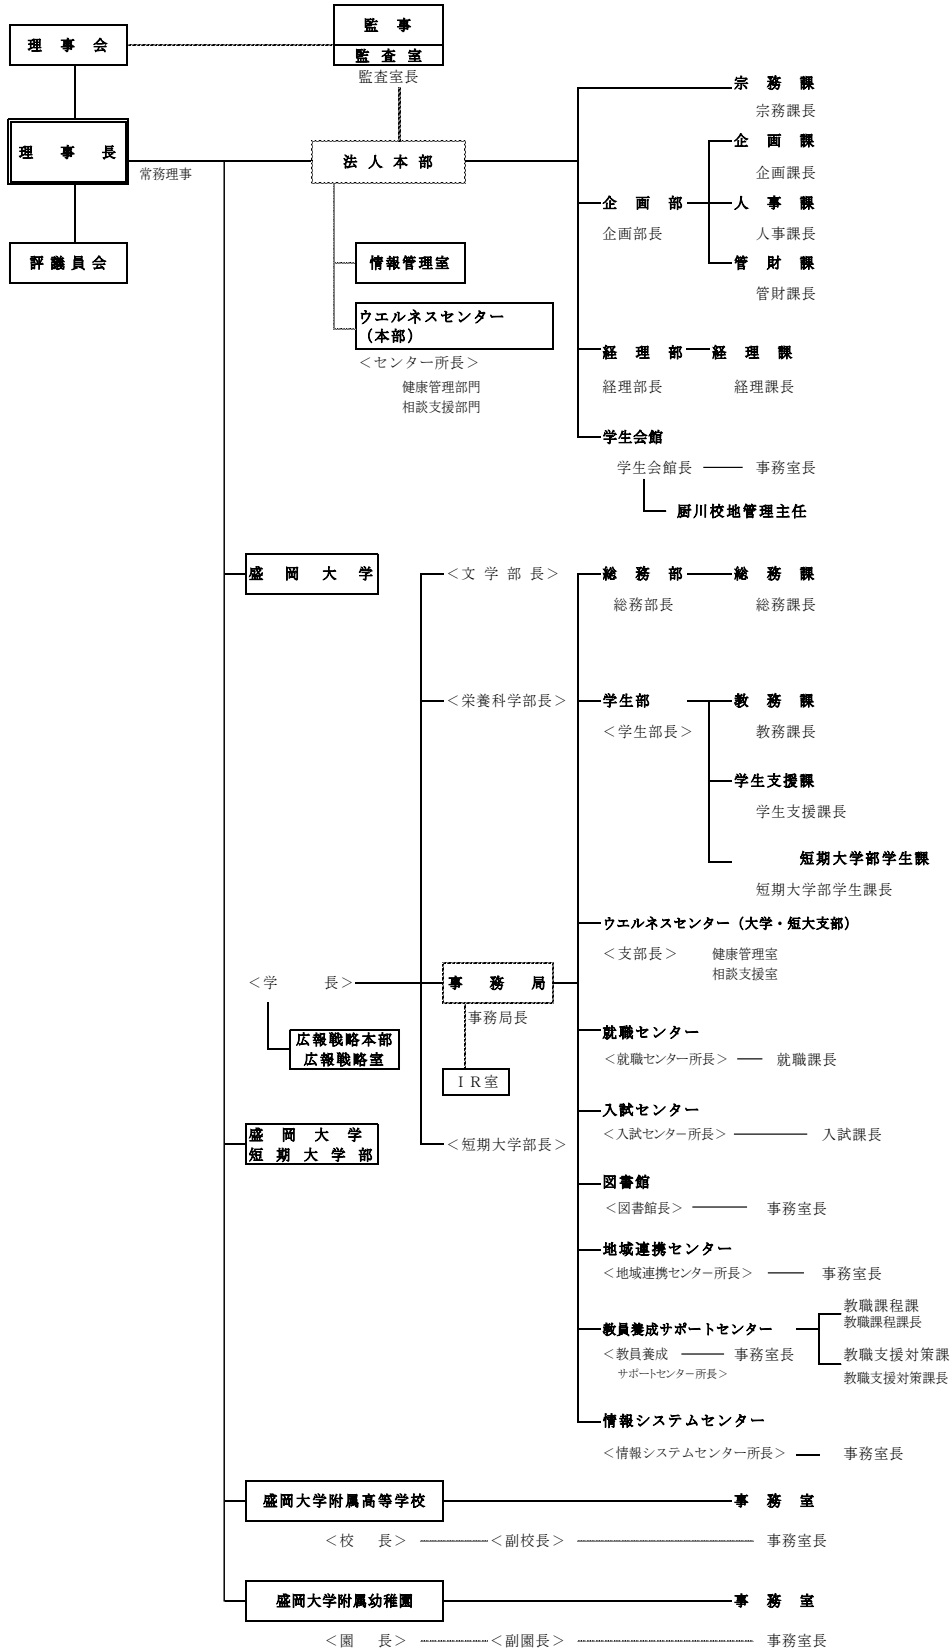 監 事
理 事 会
監 査 室
監査室長
宗 務 課
宗務課長
企 画 課
理 事 長
常務理事
法 人 本 部
企画課長
企 画 部
人 事 課
企画部長
人事課長
評 議 員 会
情報管理室
管 財 課
管財課長
ウエルネスセンター
（本部）
＜センター所長＞
経 理 部
経 理 課
健康管理部門
経理部長
経理課長
相談支援部門
学生会館
学生会館長
事務室長
厨川校地管理主任
盛 岡 大 学
＜文 学 部 長＞
総 務 部
総 務 課
総務部長
総務課長
＜栄養科学部長＞
学生部
教 務 課
＜学生部長＞
教務課長
学生支援課
学生支援課長
短期大学部学生課
短期大学部学生課長
ウエルネスセンター（大学・短大支部）
＜支部長＞
健康管理室
相談支援室
＜学 長＞
事 務 局
事務局長
広報戦略本部
広報戦略室
就職センター
＜就職センター所長＞
就職課長
ＩＲ室
入試センター
＜入試センター所長＞
入試課長
盛 岡 大 学
短 期 大 学 部
＜短期大学部長＞
図書館
＜図書館長＞
事務室長
地域連携センター
＜地域連携センター所長＞
事務室長
教職課程課
教職課程課長
教員養成サポートセンター
＜教員養成
事務室長
教職支援対策課
サポートセンター所長＞
教職支援対策課長
情報システムセンター
＜情報システムセンター所長＞
事務室長
盛岡大学附属高等学校
事 務 室
＜校 長＞
＜副校長＞
事務室長
盛岡大学附属幼稚園
事 務 室
＜園 長＞
＜副園長＞
事務室長